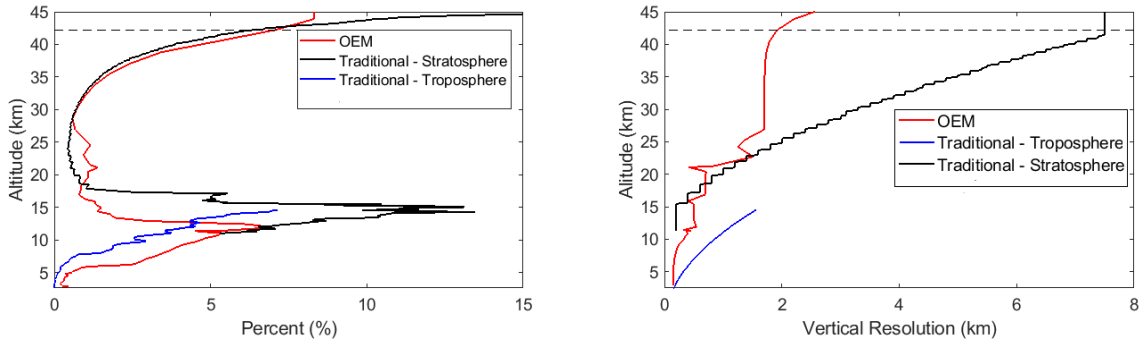 45
40
35
30
25
20
15
10
5
Altitude (km)
OEM
Traditional - Stratosphere
Traditional - Troposphere
0 5 10 15
Percent (%)
45
40
35
30
25
20
15
10
5
Alitude (km)
OEM
Traditional - Troposphere
Traditional - Stratosphere
0 2 4 6 8
Vertical Resolution (km)